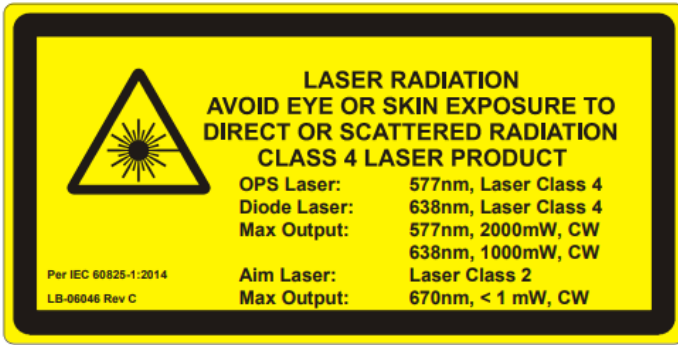 LASER RADIATION
AVOID EYE OR SKIN EXPOSURE TO
DIRECT OR SCATTERED RADIATION
CLASS 4 LASER PRODUCT
OPS Laser: 577nm, Laser Class 4
Diode Laser: 638nm, Laser Class 4
Max Output: 577nm, 2000mW, CW
638nm, 1000mW, CW
Per IEC 60825-1:2014
Aim Laser: Laser Class 2
LB-06046 Rev C
Max Output: 670nm, < 1 mW, CW